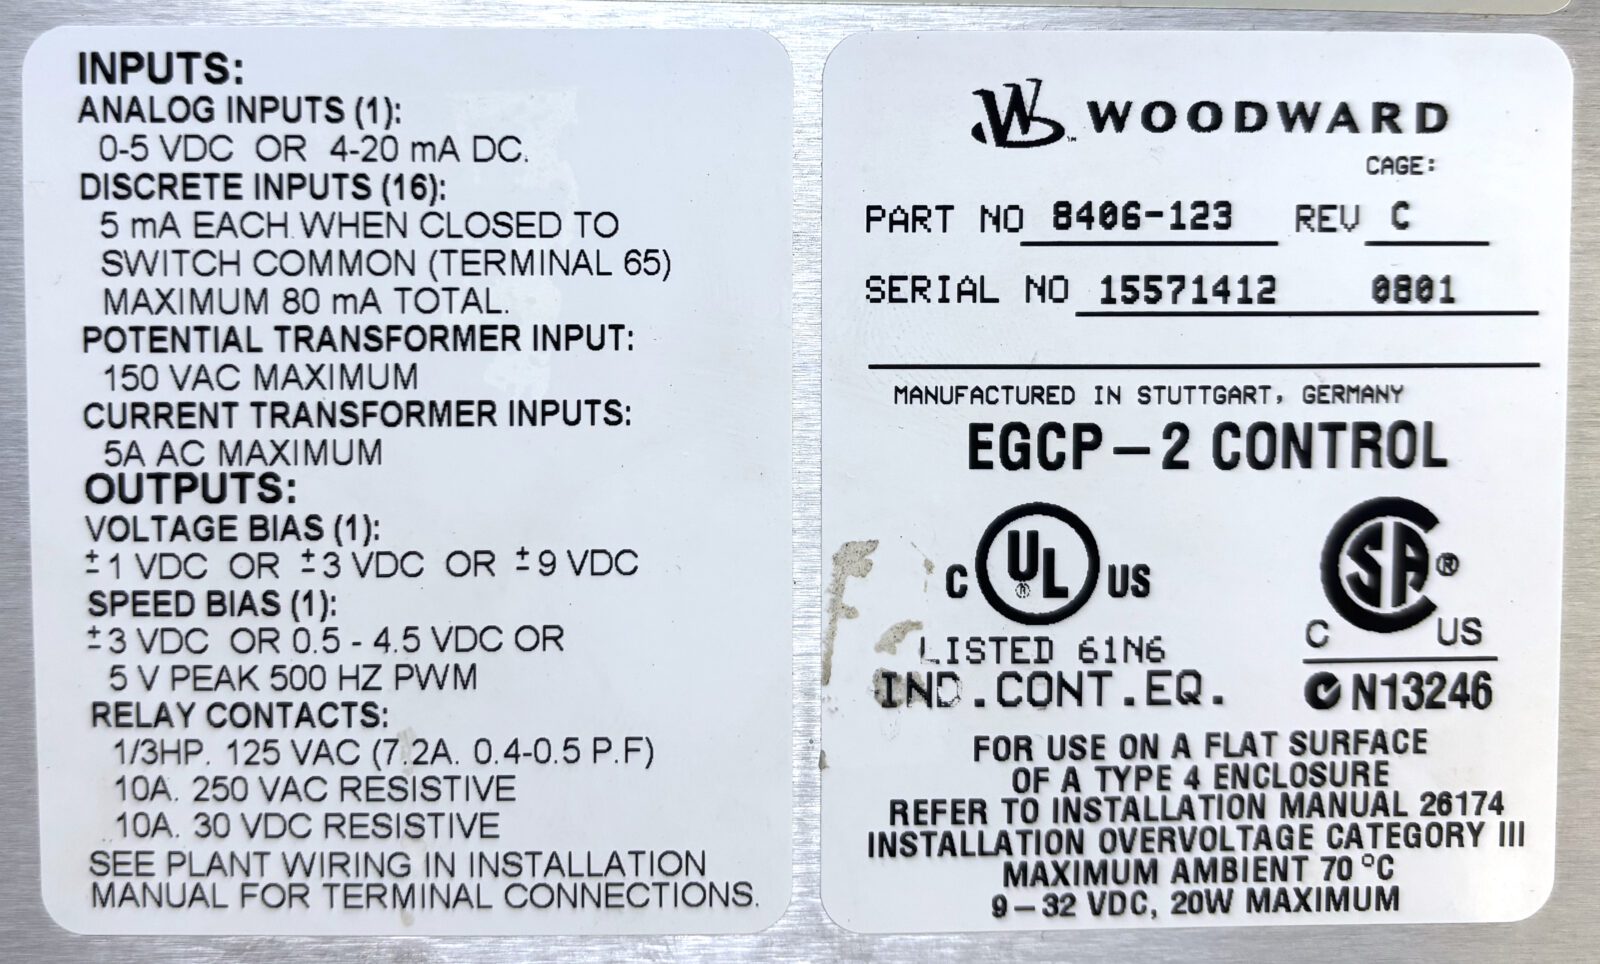 INPUTS:
ANALOG INPUTS (1):
0-5 VDC OR 4-20 mA DC.
DISCRETE INPUTS (16):
5 mA EACH WHEN CLOSED TO
SWITCH COMMON (TERMINAL 65)
MAXIMUM 80 mA TOTAL.
POTENTIAL TRANSFORMER INPUT:
150 VAC MAXIMUM
CURRENT TRANSFORMER INPUTS:
5A AC MAXIMUM
OUTPUTS:
VOLTAGE BIAS (1):
±1 VDC OR ±3 VDC OR ±9 VDC
SPEED BIAS (1):
±3 VDC OR 0.5 - 4.5 VDC OR
5 V PEAK 500 HZ PWM
RELAY CONTACTS:
1/3HP. 125 VAC (7.2A. 0.4-0.5 P.F)
10A. 250 VAC RESISTIVE
10A. 30 VDC RESISTIVE
SEE PLANT WIRING IN INSTALLATION
MANUAL FOR TERMINAL CONNECTIONS.
W™ WOODWARD
CAGE:
PART NO 8406-123 REV C
SERIAL NO 15571412 0801
MANUFACTURED IN STUTTGART, GERMANY
EGCP-2 CONTROL
C UL® US
LISTED 61N6
IND.CONT.EQ.
CSA®
C US
N13246
FOR USE ON A FLAT SURFACE
OF A TYPE 4 ENCLOSURE
REFER TO INSTALLATION MANUAL 26174
INSTALLATION OVERVOLTAGE CATEGORY III
MAXIMUM AMBIENT 70 °C
9-32 VDC, 20W MAXIMUM